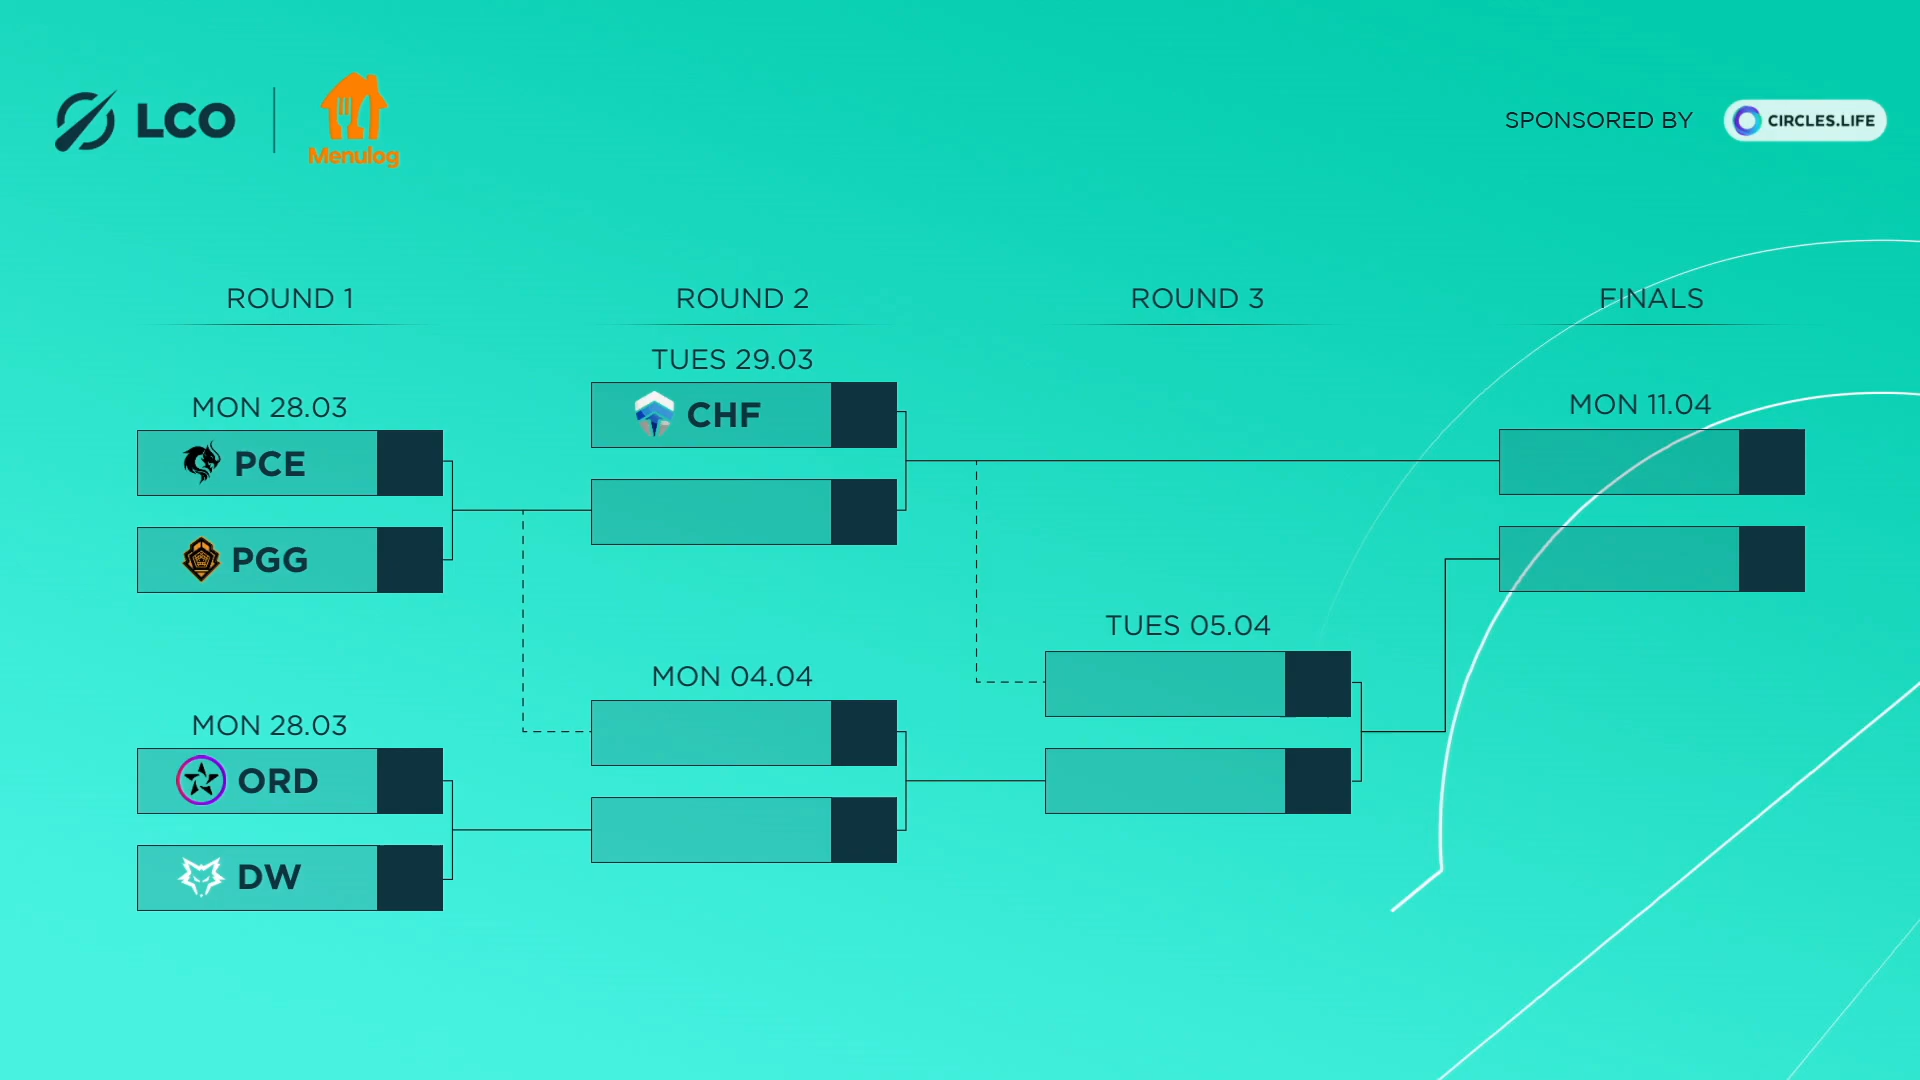 LCO
Menulog
SPONSORED BY
CIRCLES.LIFE
ROUND 1
ROUND 2
ROUND 3
FINALS
MON 28.03
PCE
PGG
MON 28.03
ORD
DW
TUES 29.03
CHF
MON 04.04
TUES 05.04
MON 11.04